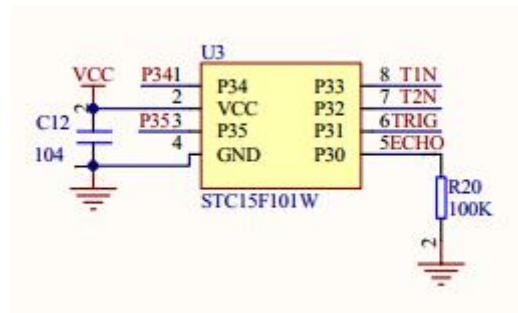 U3
VCC P341 P34 P33 8 T1N
2 2 VCC P32 7 T2N
C12 P353 P35 P31 6TRIG
104 4 GND P30 5ECHO
STC15F101W
R20
100K
2